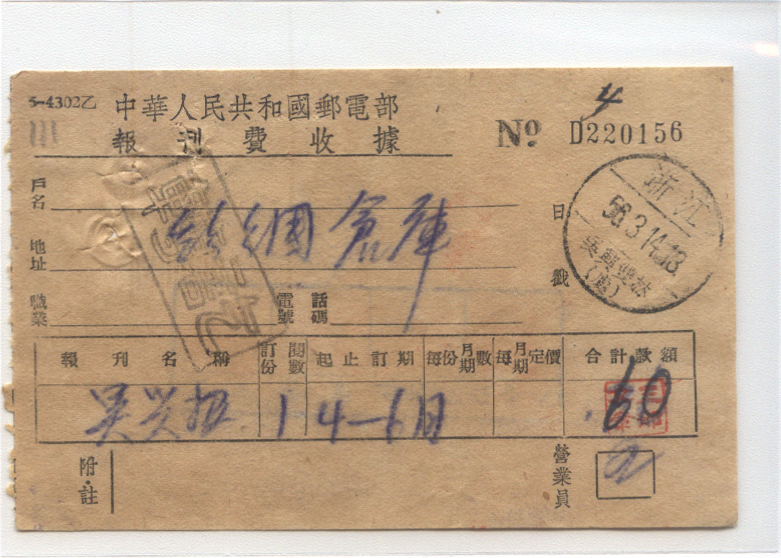 5-4302乙 中華人民共和國郵電部
報刊費收據
4
№ D220156
戶名 絲綢倉庫
地址
職業
電話號碼
日戳
浙江
56.3.14.18
吳興雙林
報刊名稱 訂閱份數 起止訂期 每份月期數 每月期定價 合計款額
吳興報 1 4—6月 .60
附註
營業員